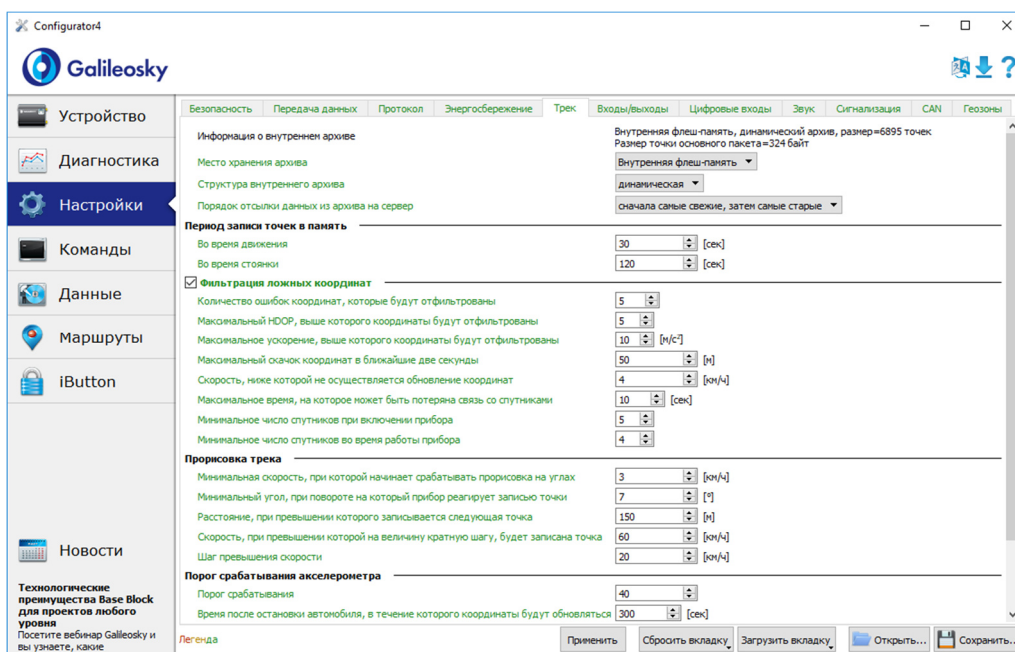 Configurator4
Galileosky
Устройство
Диагностика
Настройки
Команды
Данные
Маршруты
iButton
Новости
Технологические
преимущества Base Block
для проектов любого
уровня
Посетите вебинар Galileosky и
вы узнаете, какие
Безопасность Передача данных Протокол Энергосбережение Трек Входы/выходы Цифровые входы Звук Сигнализация CAN Геозоны
Информация о внутреннем архиве Внутренняя флеш-память, динамический архив, размер=6895 точек
Размер точки основного пакета=324 байт
Место хранения архива Внутренняя флеш-память
Структура внутреннего архива динамическая
Порядок отсылки данных из архива на сервер сначала самые свежие, затем самые старые
Период записи точек в память
Во время движения 30 [сек]
Во время стоянки 120 [сек]
Фильтрация ложных координат
Количество ошибок координат, которые будут отфильтрованы 5
Максимальный HDOP, выше которого координаты будут отфильтрованы 5
Максимальное ускорение, выше которого координаты будут отфильтрованы 10 [м/с²]
Максимальный скачок координат в ближайшие две секунды 50 [м]
Скорость, ниже которой не осуществляется обновление координат 4 [км/ч]
Максимальное время, на которое может быть потеряна связь со спутниками 10 [сек]
Минимальное число спутников при включении прибора 5
Минимальное число спутников во время работы прибора 4
Прорисовка трека
Минимальная скорость, при которой начинает срабатывать прорисовка на углах 3 [км/ч]
Минимальный угол, при повороте на который прибор реагирует записью точки 7 [°]
Расстояние, при превышении которого записывается следующая точка 150 [м]
Скорость, при превышении которой на величину кратную шагу, будет записана точка 60 [км/ч]
Шаг превышения скорости 20 [км/ч]
Порог срабатывания акселерометра
Порог срабатывания 40
Время после остановки автомобиля, в течение которого координаты будут обновляться 300 [сек]
Легенда Применить Сбросить вкладку Загрузить вкладку Открыть... Сохранить...